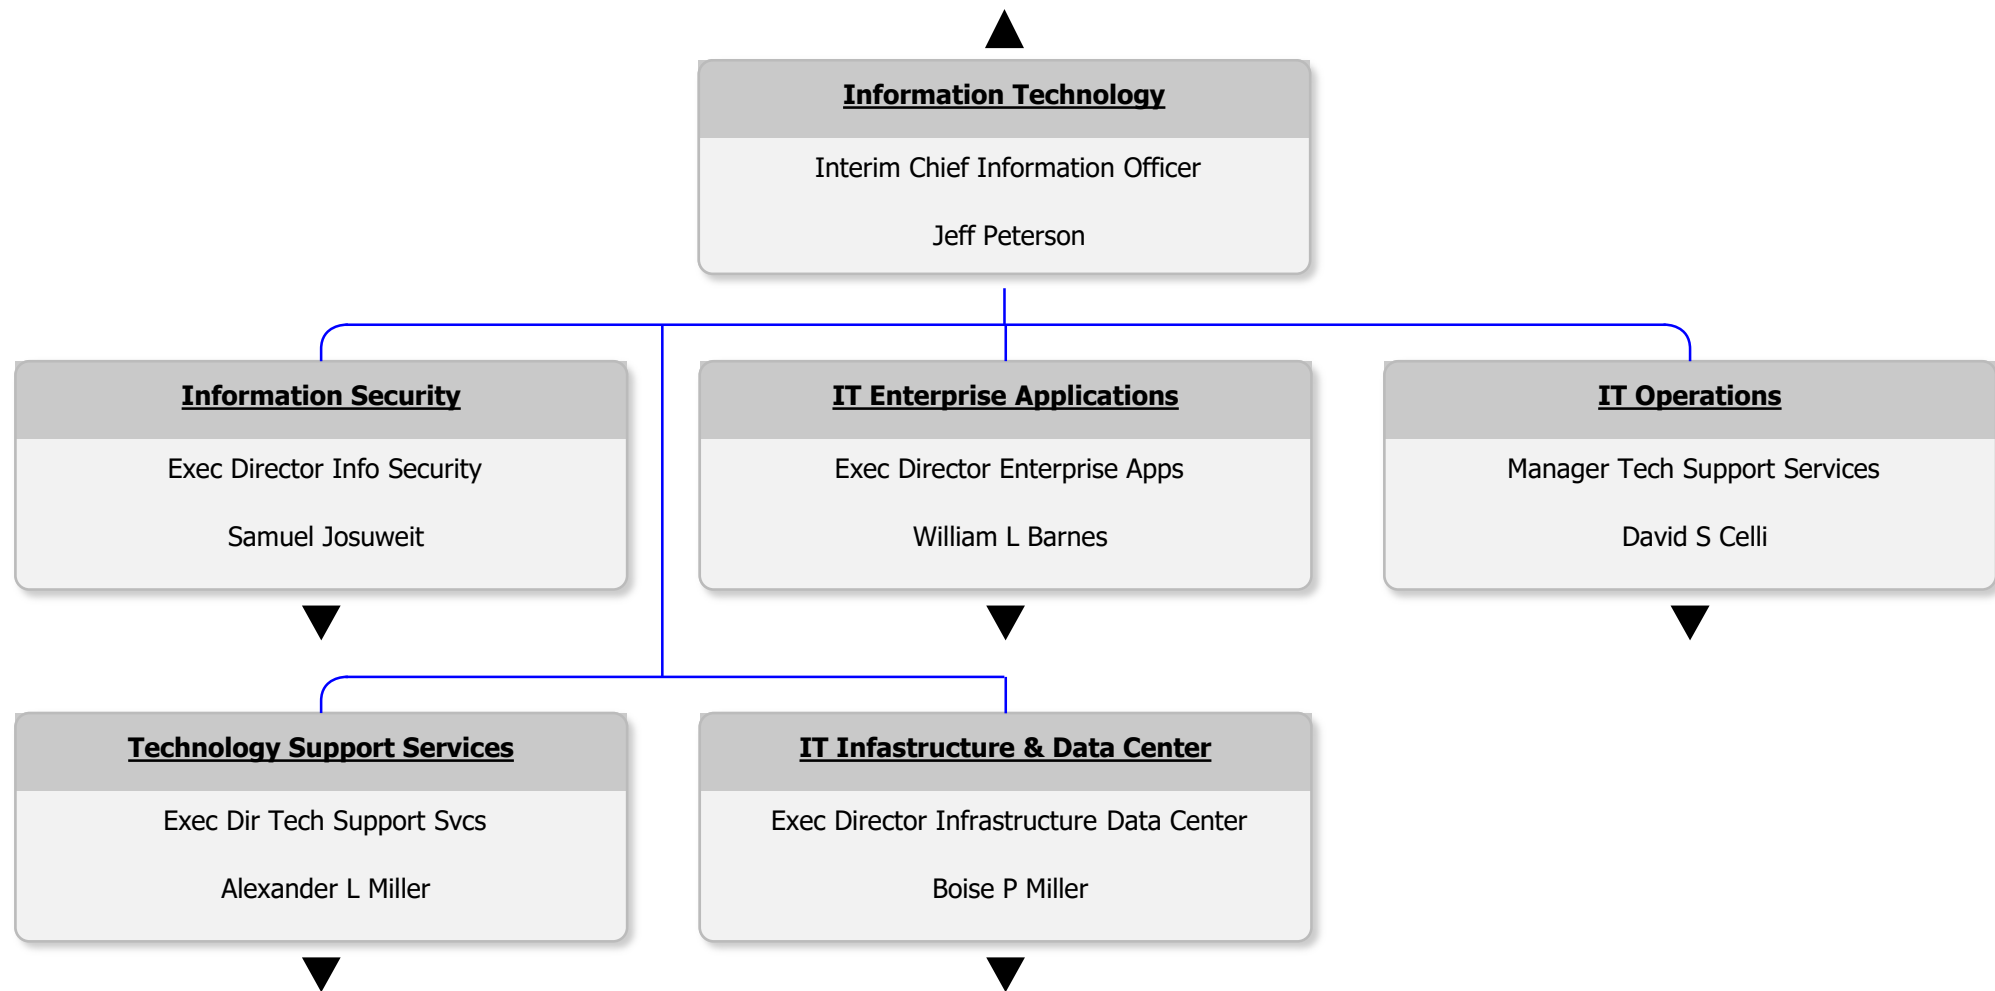 Information Technology
Interim Chief Information Officer
Jeff Peterson
Information Security
Exec Director Info Security
Samuel Josuweit
IT Enterprise Applications
Exec Director Enterprise Apps
William L Barnes
IT Operations
Manager Tech Support Services
David S Celli
Technology Support Services
Exec Dir Tech Support Svcs
Alexander L Miller
IT Infastructure & Data Center
Exec Director Infrastructure Data Center
Boise P Miller